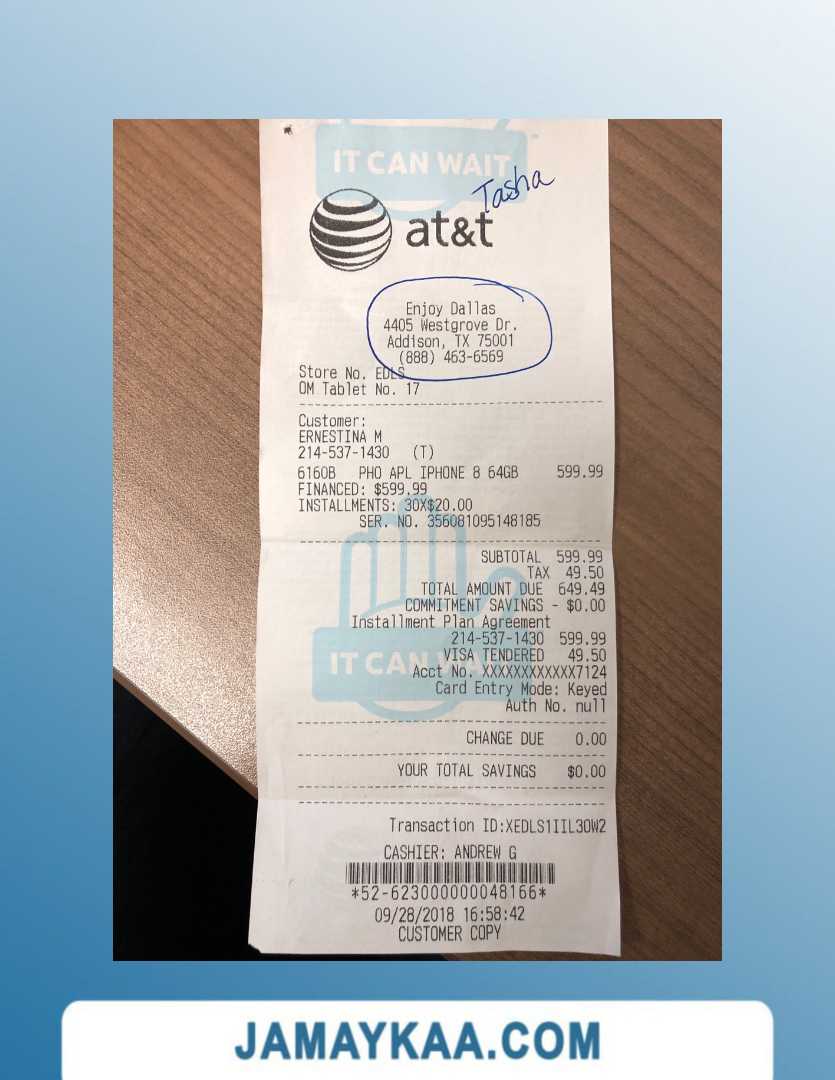 IT CAN WAIT
Tasha
at&t
Enjoy Dallas
4405 Westgrove Dr.
Addison, TX 75001
(888) 463-6569
Store No. EDLS
OM Tablet No. 17
Customer:
ERNESTINA M
214-537-1430 (T)
6160B PHO APL IPHONE 8 64GB 599.99
FINANCED: $599.99
INSTALLMENTS: 30X$20.00
SER. NO. 356081095148185
SUBTOTAL 599.99
TAX 49.50
TOTAL AMOUNT DUE 649.49
COMMITMENT SAVINGS - $0.00
Installment Plan Agreement
214-537-1430 599.99
VISA TENDERED 49.50
IT CAN WAIT
Acct No. XXXXXXXXXXXX7124
Card Entry Mode: Keyed
Auth No. null
CHANGE DUE 0.00
YOUR TOTAL SAVINGS $0.00
Transaction ID:XEDLS1IIL3OW2
CASHIER: ANDREW G
*52-623000000048166*
09/28/2018 16:58:42
CUSTOMER COPY
JAMAYKAA.COM